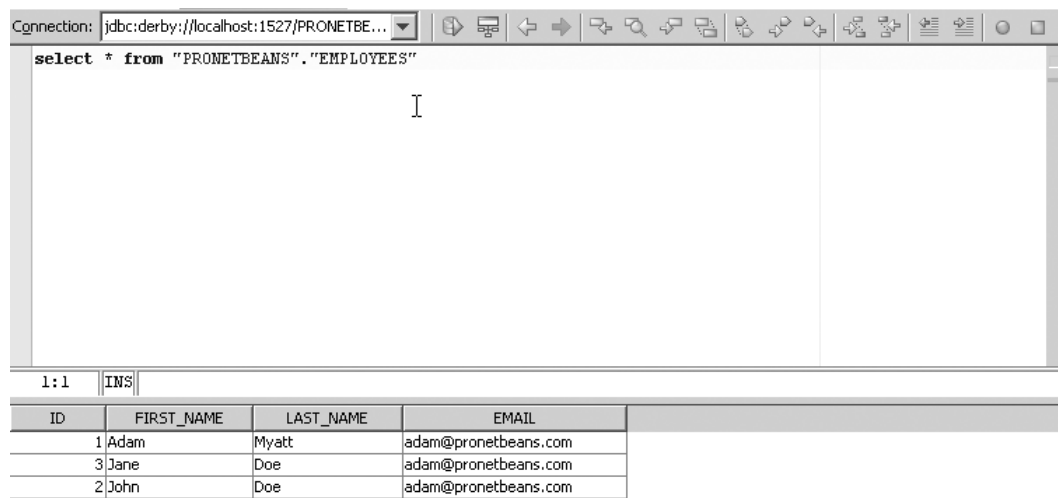 Connection: jdbc:derby://localhost:1527/PRONETBE...
select * from "PRONETBEANS"."EMPLOYEES"
1:1 INS
ID FIRST_NAME LAST_NAME EMAIL
1 Adam Myatt adam@pronetbeans.com
3 Jane Doe adam@pronetbeans.com
2 John Doe adam@pronetbeans.com